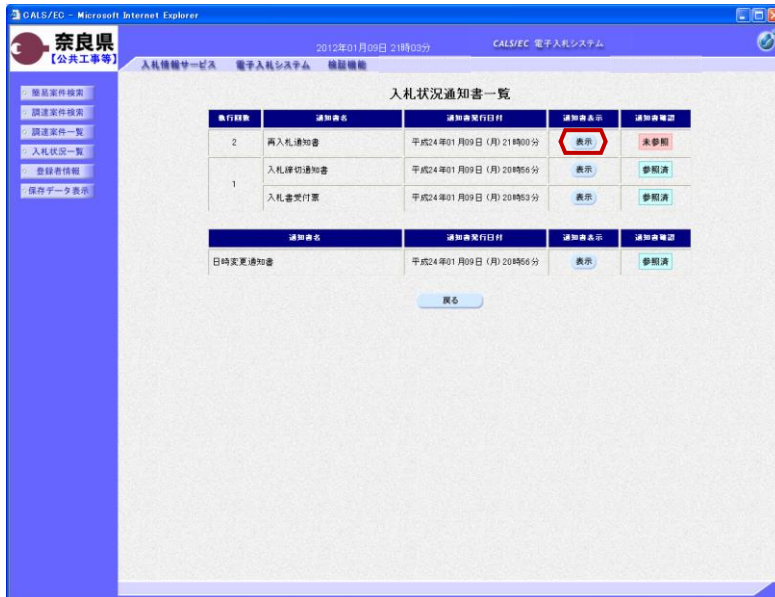 CALS/EC - Microsoft Internet Explorer
奈良県
【公共工事等】
2012年01月09日 21時03分
CALS/EC 電子入札システム
入札情報サービス 電子入札システム 検証機能
簡易案件検索
調達案件検索
調達案件一覧
入札状況一覧
登録者情報
保存データ表示
入札状況通知書一覧
執行回数 通知書名 通知書発行日付 通知書表示 通知書確認
2 再入札通知書 平成24年01月09日 (月) 21時00分 表示 未参照
1 入札締切通知書 平成24年01月09日 (月) 20時56分 表示 参照済
入札書受付票 平成24年01月09日 (月) 20時53分 表示 参照済
通知書名 通知書発行日付 通知書表示 通知書確認
日時変更通知書 平成24年01月09日 (月) 20時56分 表示 参照済
戻る